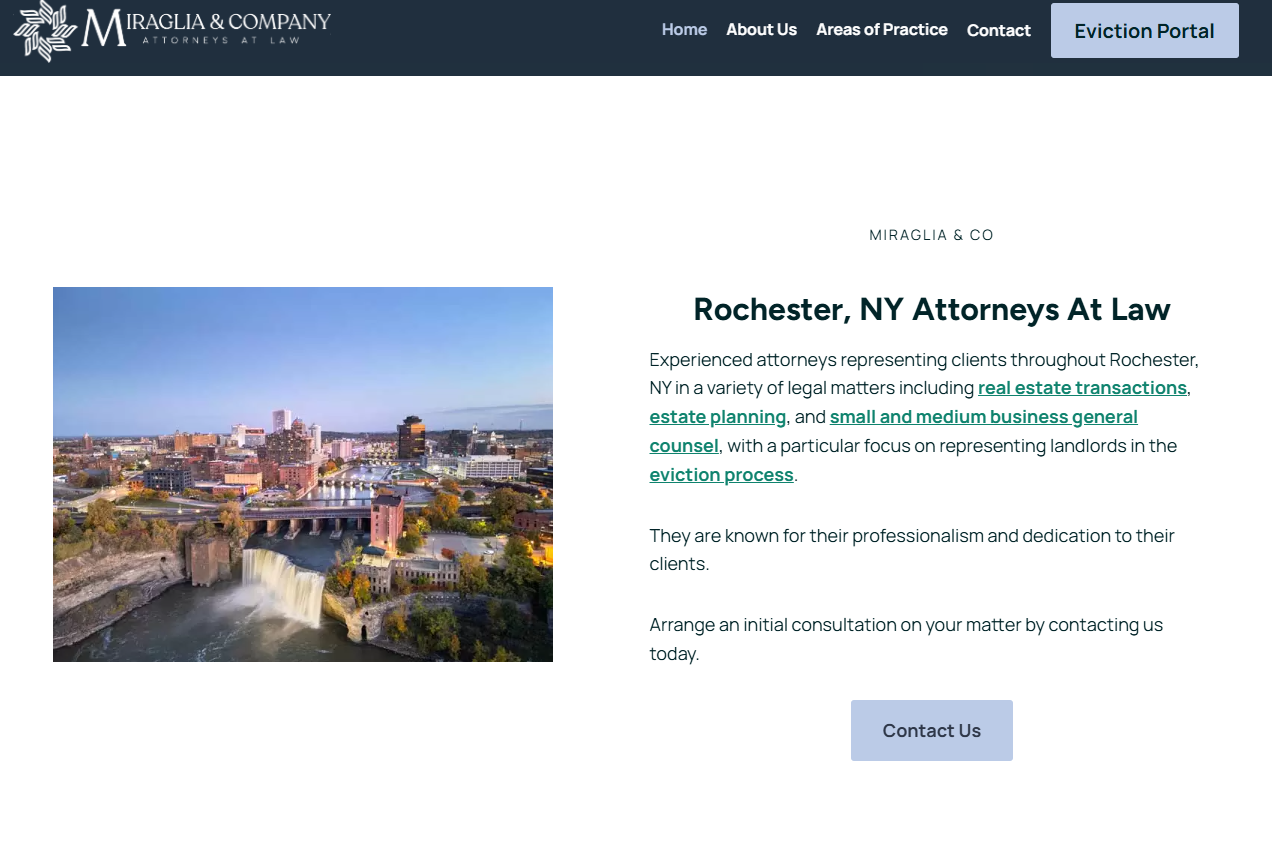 MIRAGLIA & COMPANY
ATTORNEYS AT LAW
Home
About Us
Areas of Practice
Contact
Eviction Portal
MIRAGLIA & CO
Rochester, NY Attorneys At Law
Experienced attorneys representing clients throughout Rochester,
NY in a variety of legal matters including real estate transactions,
estate planning, and small and medium business general
counsel, with a particular focus on representing landlords in the
eviction process.
They are known for their professionalism and dedication to their
clients.
Arrange an initial consultation on your matter by contacting us
today.
Contact Us